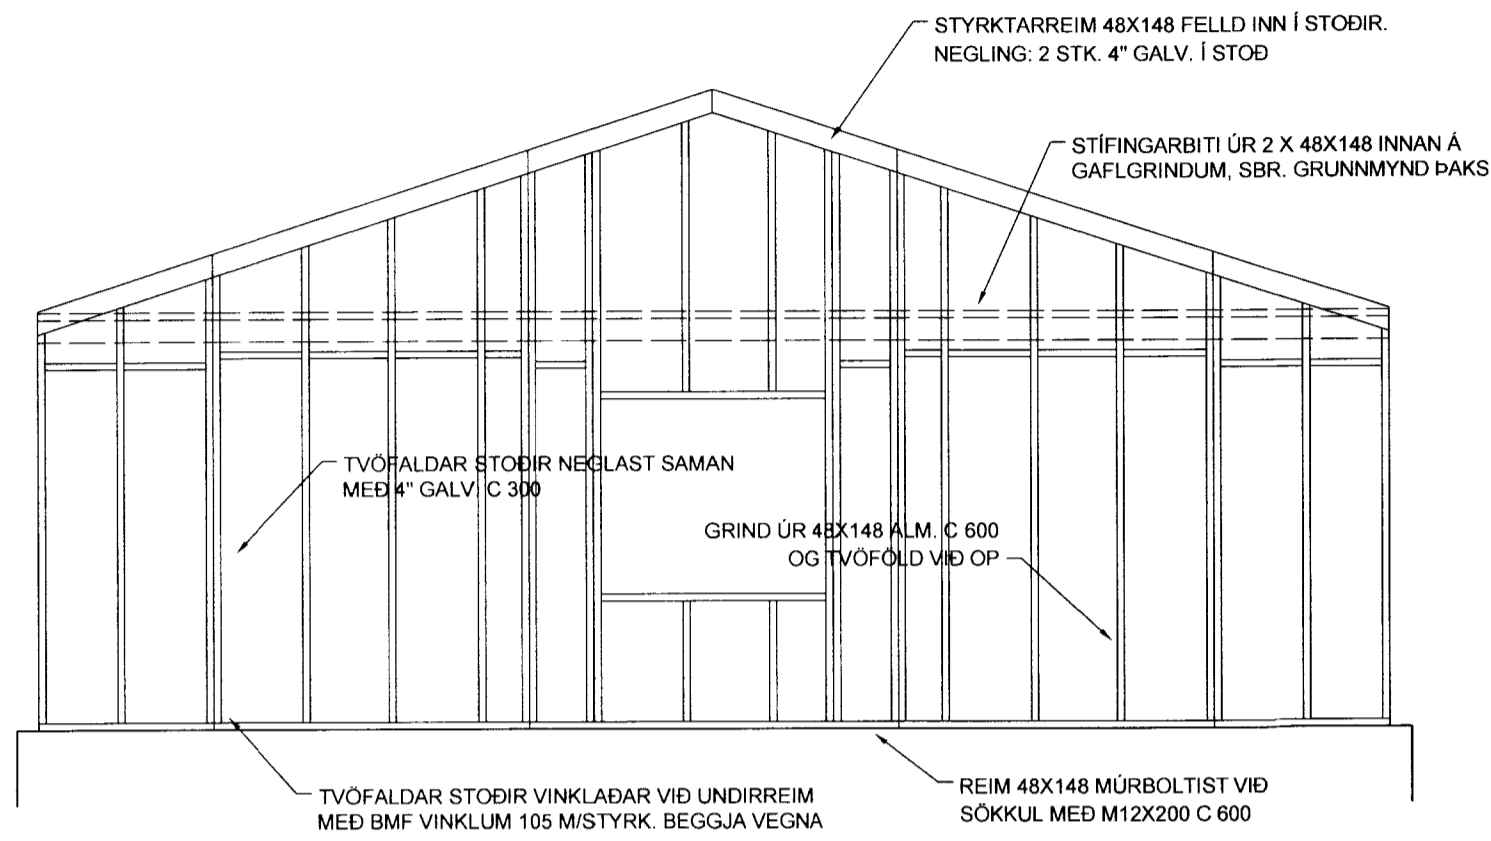 STYRKTARREIM 48X148 FELLD INN Í STOÐIR.
NEGLING: 2 STK. 4" GALV. Í STOÐ
STÍFINGARBITI ÚR 2 X 48X148 INNAN Á
GAFLGRINDUM, SBR. GRUNNMYND ÞAKS
TVÖFALDAR STOÐIR NEGLAST SAMAN
MEÐ 4" GALV. C 300
GRIND ÚR 48X148 ALM. C 600
OG TVÖFÖLD VIÐ OP
TVÖFALDAR STOÐIR VINKLAÐAR VIÐ UNDIRREIM
MEÐ BMF VINKLUM 105 M/STYRK. BEGGJA VEGNA
REIM 48X148 MÚRBOLTIST VIÐ
SÖKKUL MEÐ M12X200 C 600